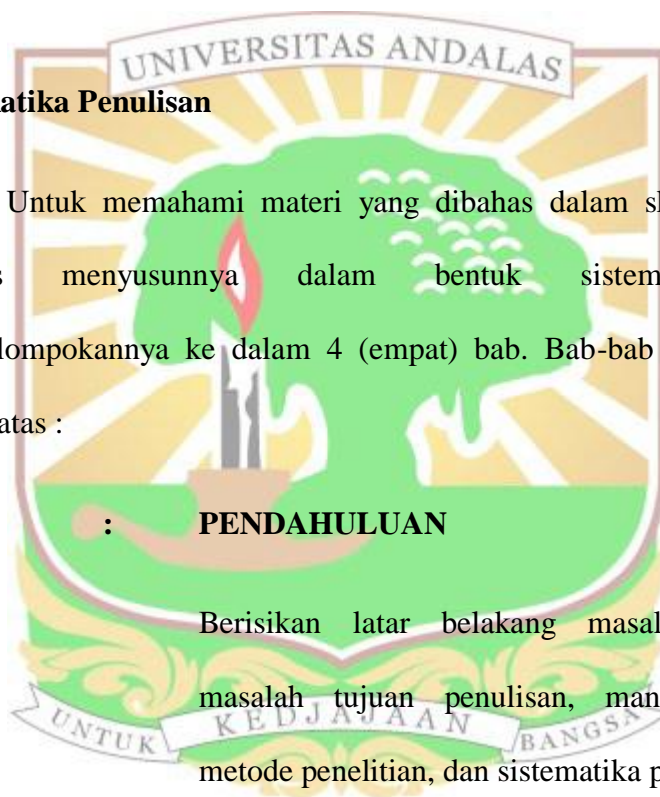 UNIVERSITAS ANDALAS
atika Penulisan
Untuk memahami materi yang dibahas dalam sk
s menyusunnya dalam bentuk sistem
lompokannya ke dalam 4 (empat) bab. Bab-bab
atas :
: PENDAHULUAN
Berisikan latar belakang masal
masalah tujuan penulisan, man
UNTUK KEDJAJAAN BANGSA
metode penelitian, dan sistematika p